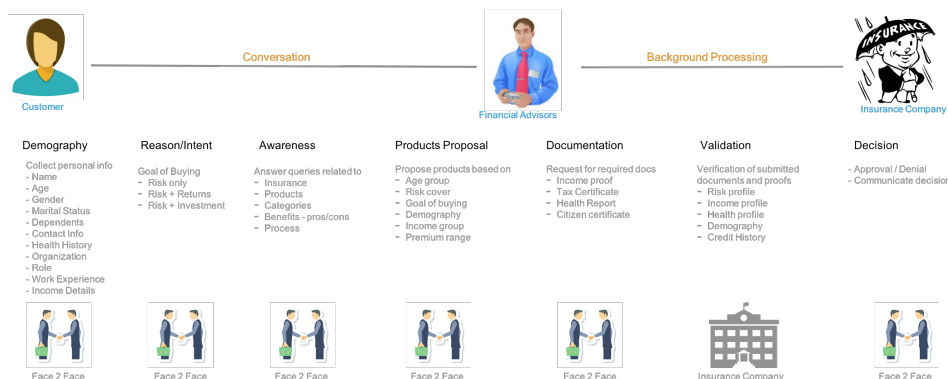 Conversation
Background Processing
INSURANCE
Customer
Financial Advisors
Insurance Company
Demography
Collect personal info
- Name
- Age
- Gender
- Marital Status
- Dependents
- Contact Info
- Health History
- Organization
- Role
- Work Experience
- Income Details
Face 2 Face
Reason/Intent
Goal of Buying
- Risk only
- Risk + Returns
- Risk + Investment
Face 2 Face
Awareness
Answer queries related to
- Insurance
- Products
- Categories
- Benefits - pros/cons
- Process
Face 2 Face
Products Proposal
Propose products based on
- Age group
- Risk cover
- Goal of buying
- Demography
- Income group
- Premium range
Face 2 Face
Documentation
Request for required docs
- Income proof
- Tax Certificate
- Health Report
- Citizen certificate
Face 2 Face
Validation
Verification of submitted
documents and proofs
- Risk profile
- Income profile
- Health profile
- Demography
- Credit History
Insurance Company
Decision
- Approval / Denial
- Communicate decision
Face 2 Face